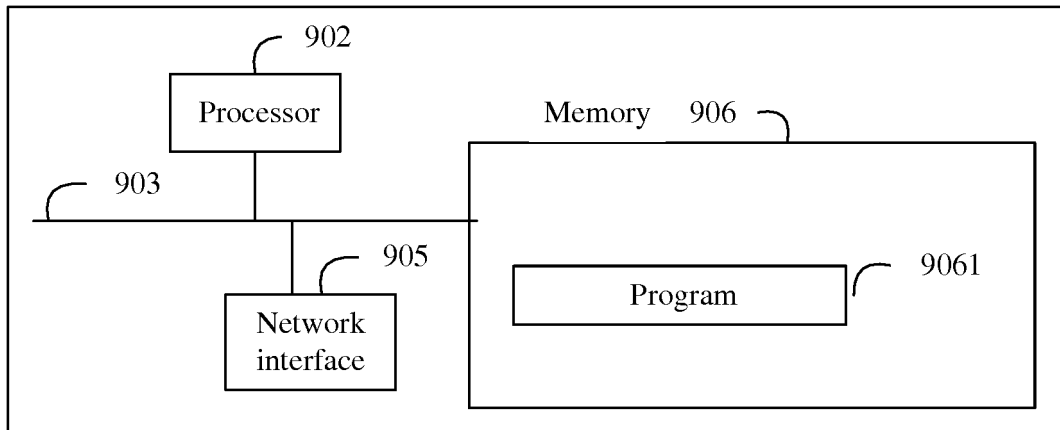 902
Processor
Memory 906
903
905
9061
Program
Network
interface